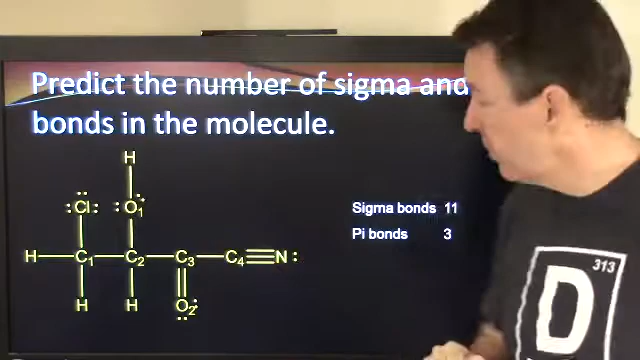 Predict the number of sigma and
bonds in the molecule.
H
:Cl: :O₁
H C₁ C₂ C₃ C₄ N:
H H O₂
Sigma bonds 11
Pi bonds 3
313
D